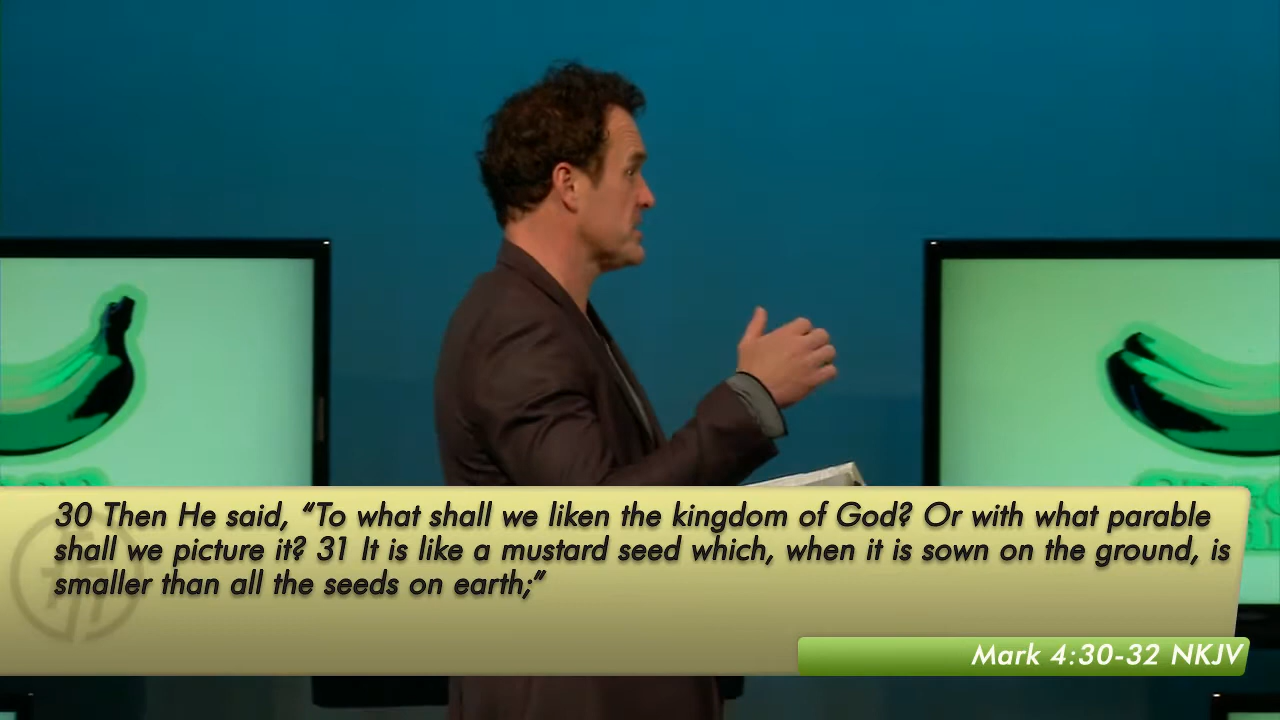 30 Then He said, “To what shall we liken the kingdom of God? Or with what parable
shall we picture it? 31 It is like a mustard seed which, when it is sown on the ground, is
smaller than all the seeds on earth;”
Mark 4:30-32 NKJV